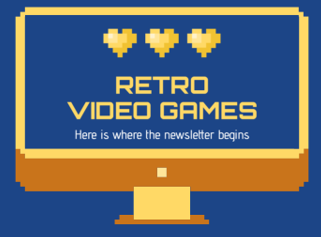 RETRO
VIDEO GAMES
Here is where the newsletter begins